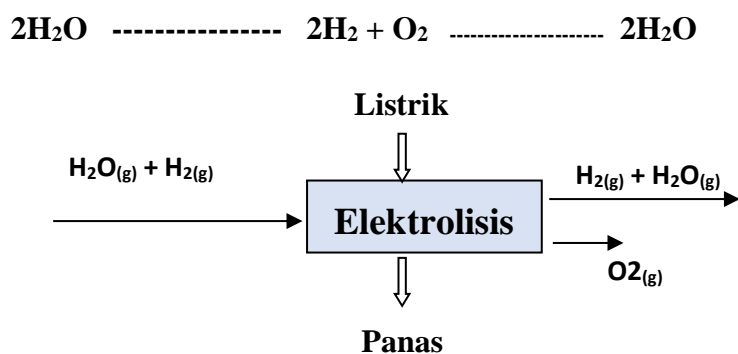 2H₂O ---------------- 2H₂ + O₂ ---------------- 2H₂O
Listrik
H₂O(g) + H₂(g)
H₂(g) + H₂O(g)
Elektrolisis
O2(g)
Panas